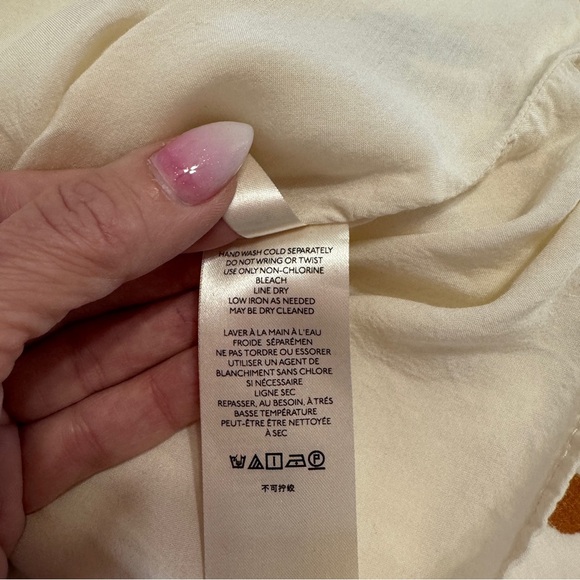 HAND WASH COLD SEPARATELY
DO NOT WRING OR TWIST
USE ONLY NON-CHLORINE
BLEACH
LINE DRY
LOW IRON AS NEEDED
MAY BE DRY CLEANED
LAVER À LA MAIN À L'EAU
FROIDE SÉPARÉMEN
NE PAS TORDRE OU ESSORER
UTILISER UN AGENT DE
BLANCHIMENT SANS CHLORE
SI NÉCESSAIRE
LIGNE SEC
REPASSER, AU BESOIN, À TRÉS
BASSE TEMPÉRATURE
PEUT-ÊTRE ÊTRE NETTOYÉE
À SEC
P
不可拧绞